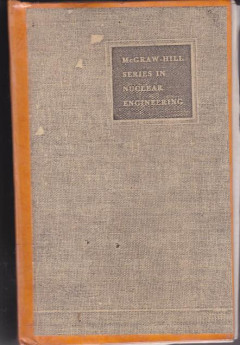 McGRAW-HILL
SERIES IN
NUCLEAR
ENGINEERING